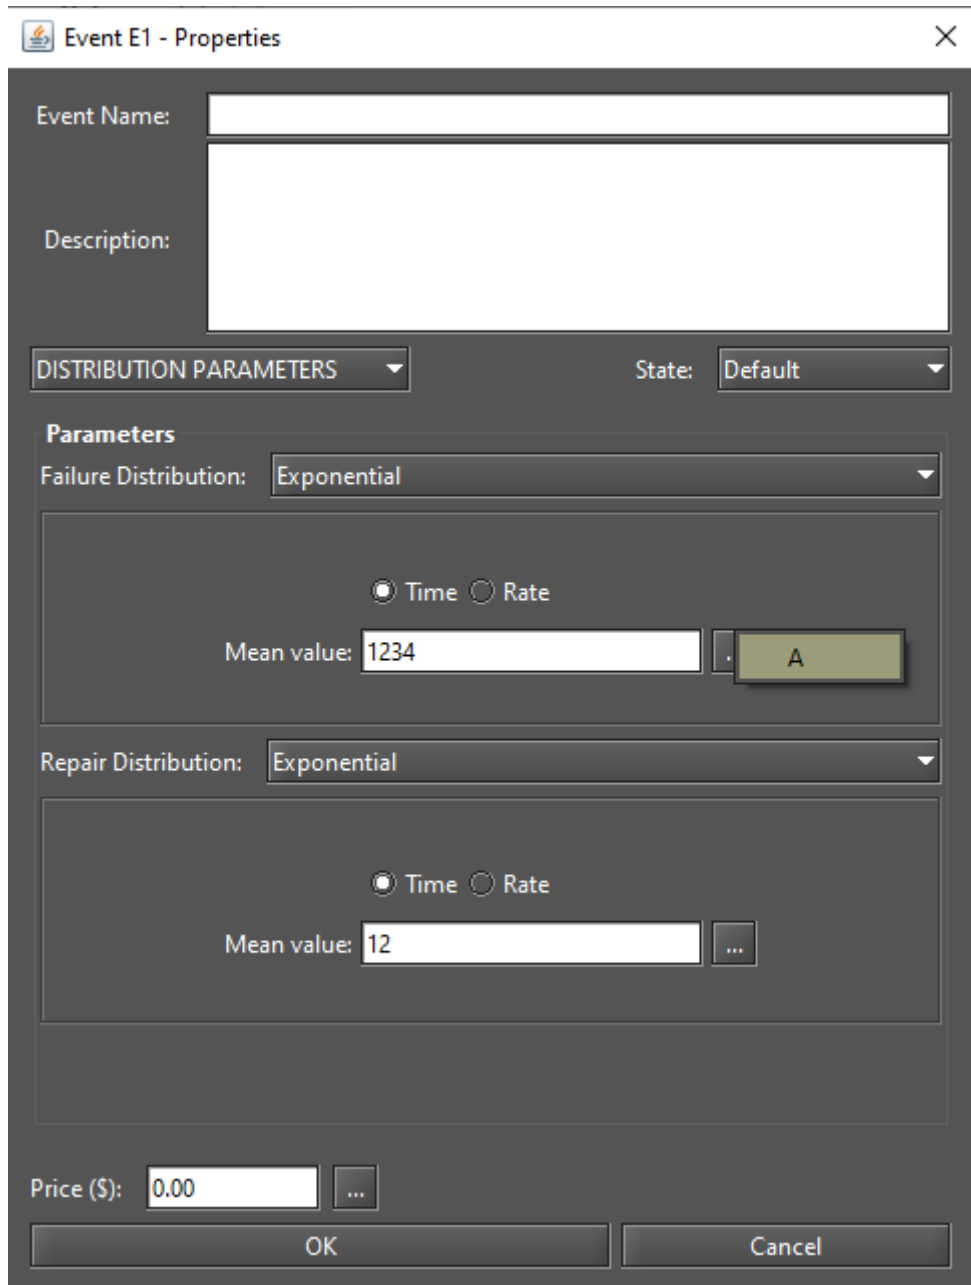 Event E1 - Properties
Event Name:
Description:
DISTRIBUTION PARAMETERS State: Default
Parameters
Failure Distribution: Exponential
Time Rate
Mean value: 1234 A
Repair Distribution: Exponential
Time Rate
Mean value: 12 ...
Price ($): 0.00 ...
OK Cancel